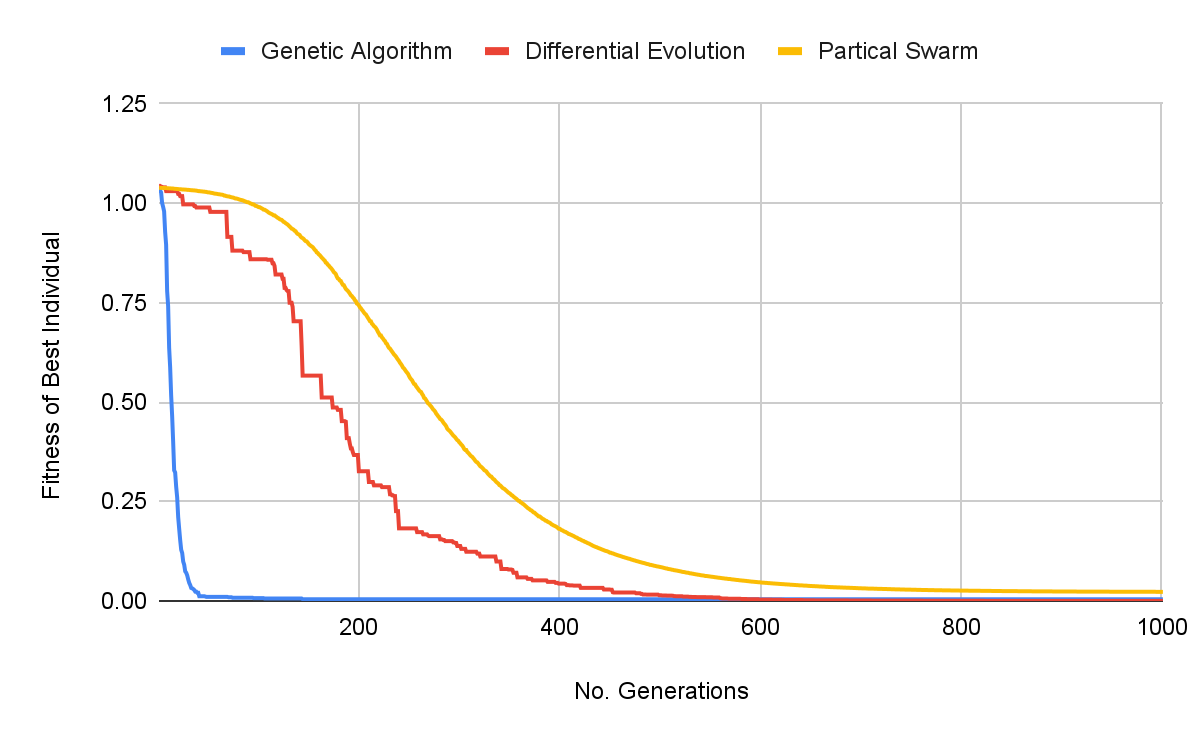 Genetic Algorithm Differential Evolution Partical Swarm
1.25
1.00
0.75
0.50
0.25
0.00
Fitness of Best Individual
200 400 600 800 1000
No. Generations